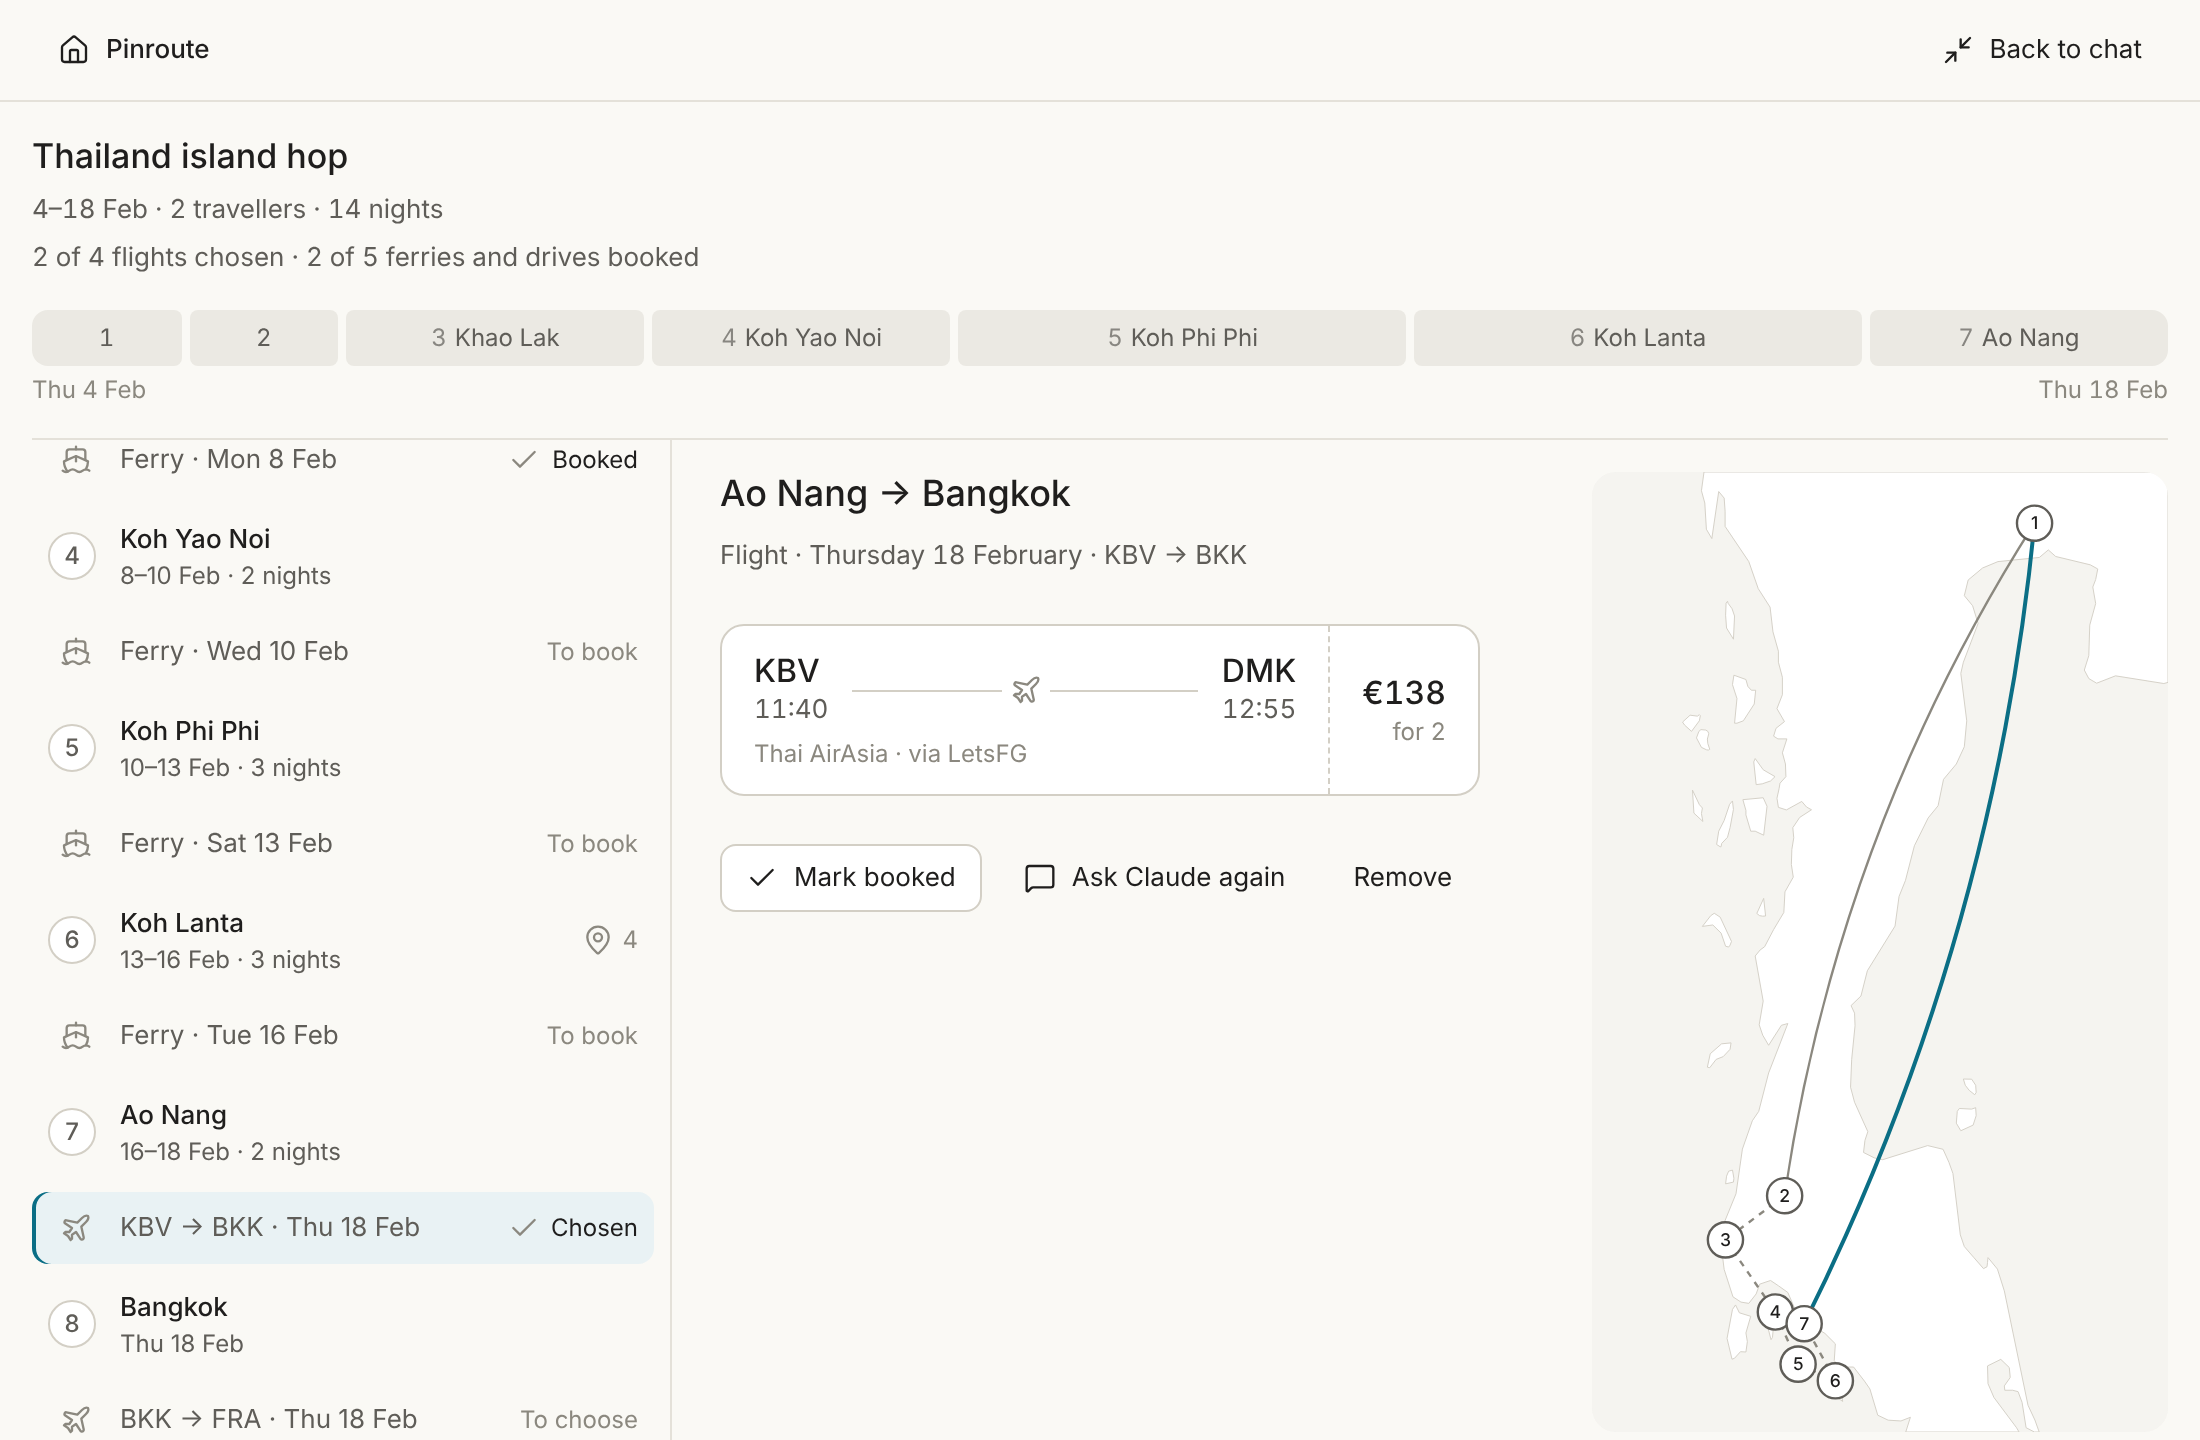 Pinroute
Back to chat
Thailand island hop
4–18 Feb · 2 travellers · 14 nights
2 of 4 flights chosen · 2 of 5 ferries and drives booked
1
2
3 Khao Lak
4 Koh Yao Noi
5 Koh Phi Phi
6 Koh Lanta
7 Ao Nang
Thu 4 Feb
Thu 18 Feb
Ferry · Mon 8 Feb
Booked
4
Koh Yao Noi
8–10 Feb · 2 nights
Ferry · Wed 10 Feb
To book
5
Koh Phi Phi
10–13 Feb · 3 nights
Ferry · Sat 13 Feb
To book
6
Koh Lanta
13–16 Feb · 3 nights
4
Ferry · Tue 16 Feb
To book
7
Ao Nang
16–18 Feb · 2 nights
KBV → BKK · Thu 18 Feb
Chosen
8
Bangkok
Thu 18 Feb
BKK → FRA · Thu 18 Feb
To choose
Ao Nang → Bangkok
Flight · Thursday 18 February · KBV → BKK
KBV
11:40
DMK
12:55
Thai AirAsia · via LetsFG
€138
for 2
Mark booked
Ask Claude again
Remove
1
2
3
4
7
5
6